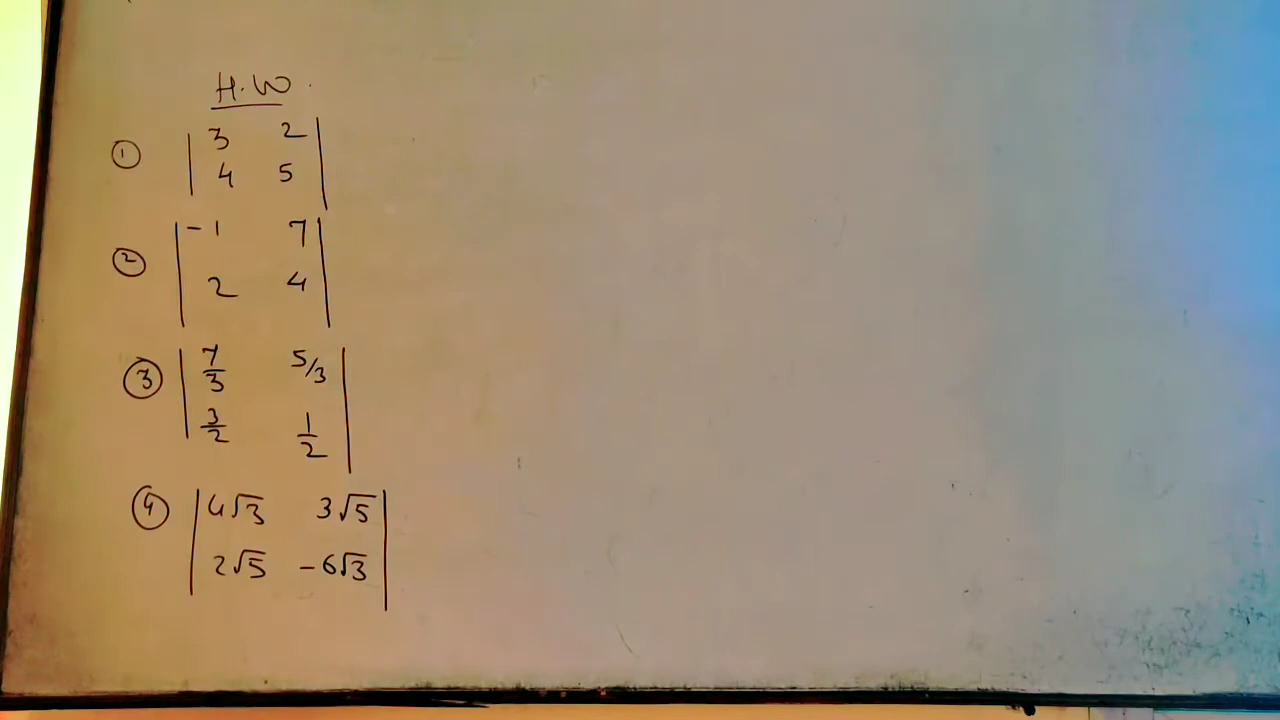 H.W.
① | 3 2 |
| 4 5 |
② | -1 7 |
| 2 4 |
③ | 7/3 5/3 |
| 3/2 1/2 |
④ | 4√3 3√5 |
| 2√5 -6√3 |